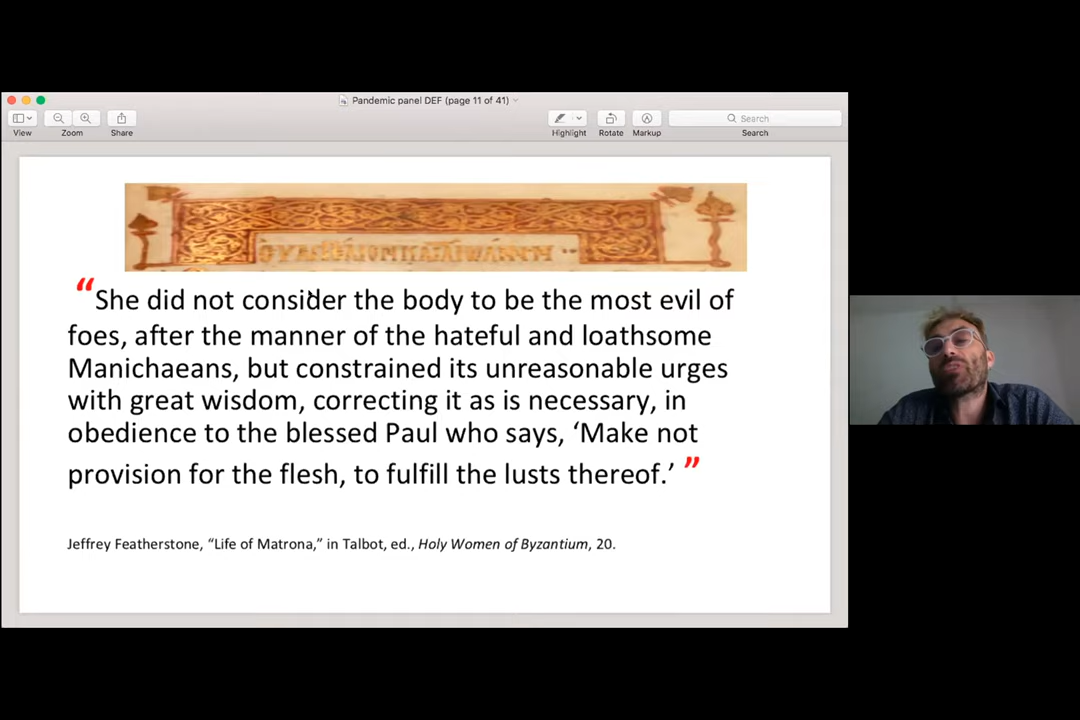 Pandemic panel DEF (page 11 of 41)
View
Zoom
Share
Highlight
Rotate
Markup
Search
Search
“She did not consider the body to be the most evil of
foes, after the manner of the hateful and loathsome
Manichaeans, but constrained its unreasonable urges
with great wisdom, correcting it as is necessary, in
obedience to the blessed Paul who says, ‘Make not
provision for the flesh, to fulfill the lusts thereof.’ ”
Jeffrey Featherstone, “Life of Matrona,” in Talbot, ed., Holy Women of Byzantium, 20.